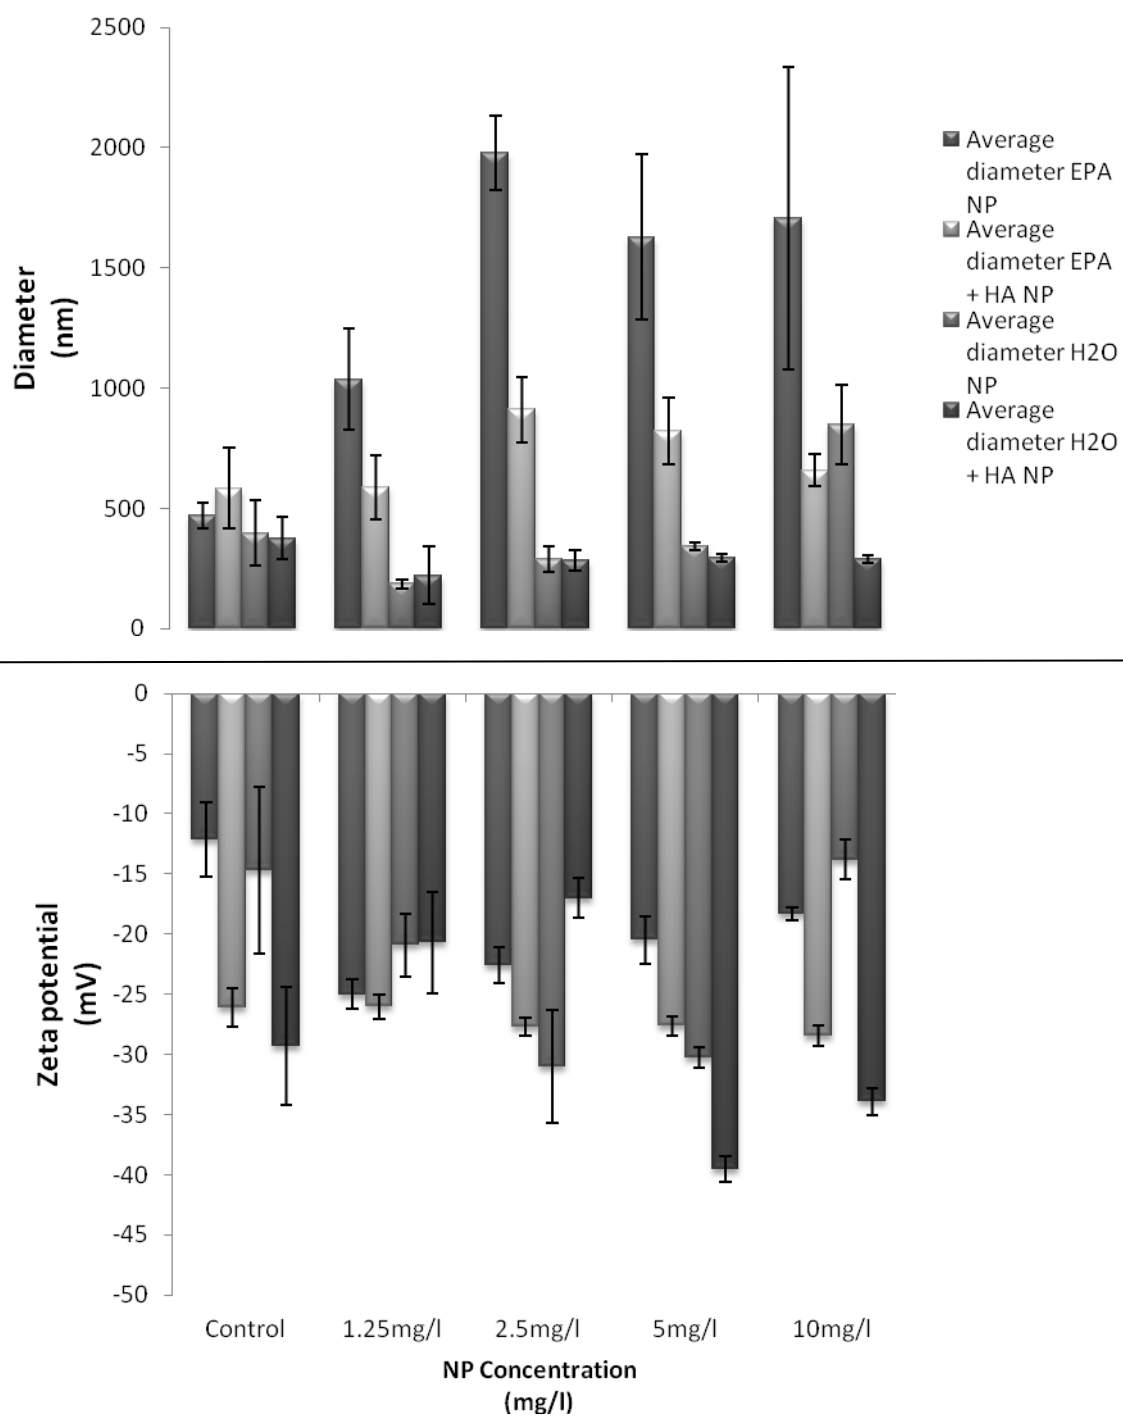 2500
2000
1500
1000
500
0
Diameter
(nm)
Average
diameter EPA
NP
Average
diameter EPA
+ HA NP
Average
diameter H2O
NP
Average
diameter H2O
+ HA NP
0
-5
-10
-15
-20
-25
-30
-35
-40
-45
-50
Zeta potential
(mV)
Control 1.25mg/l 2.5mg/l 5mg/l 10mg/l
NP Concentration
(mg/l)